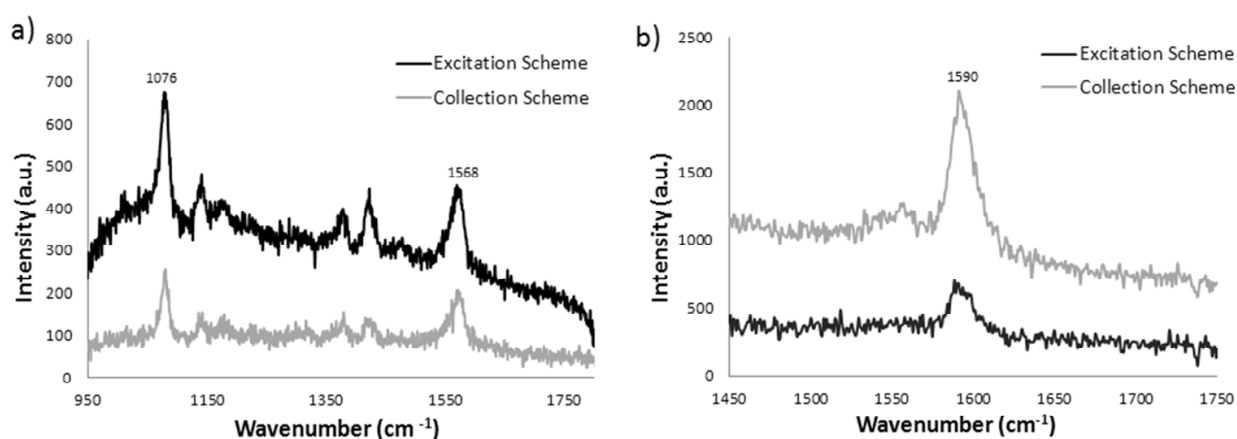 a)
800
700
600
500
400
300
200
100
0
Intensity (a.u.)
1076
1568
Excitation Scheme
Collection Scheme
950 1150 1350 1550 1750
Wavenumber (cm -1)
b)
2500
2000
1500
1000
500
0
Intensity (a.u.)
1590
Excitation Scheme
Collection Scheme
1450 1500 1550 1600 1650 1700 1750
Wavenumber (cm-1)